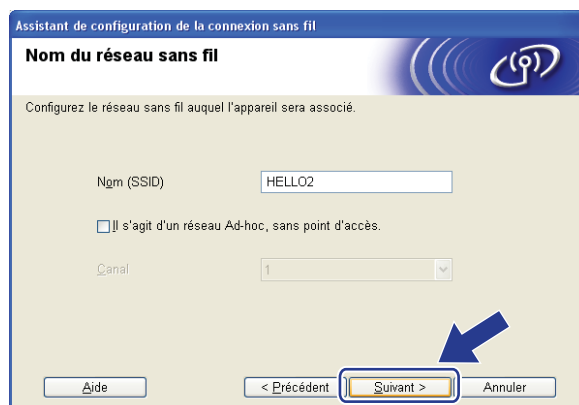 Assistant de configuration de la connexion sans fil
Nom du réseau sans fil
Configurez le réseau sans fil auquel l'appareil sera associé.
Nom (SSID) HELLO2
Il s'agit d'un réseau Ad-hoc, sans point d'accès.
Canal 1
Aide < Précédent Suivant > Annuler